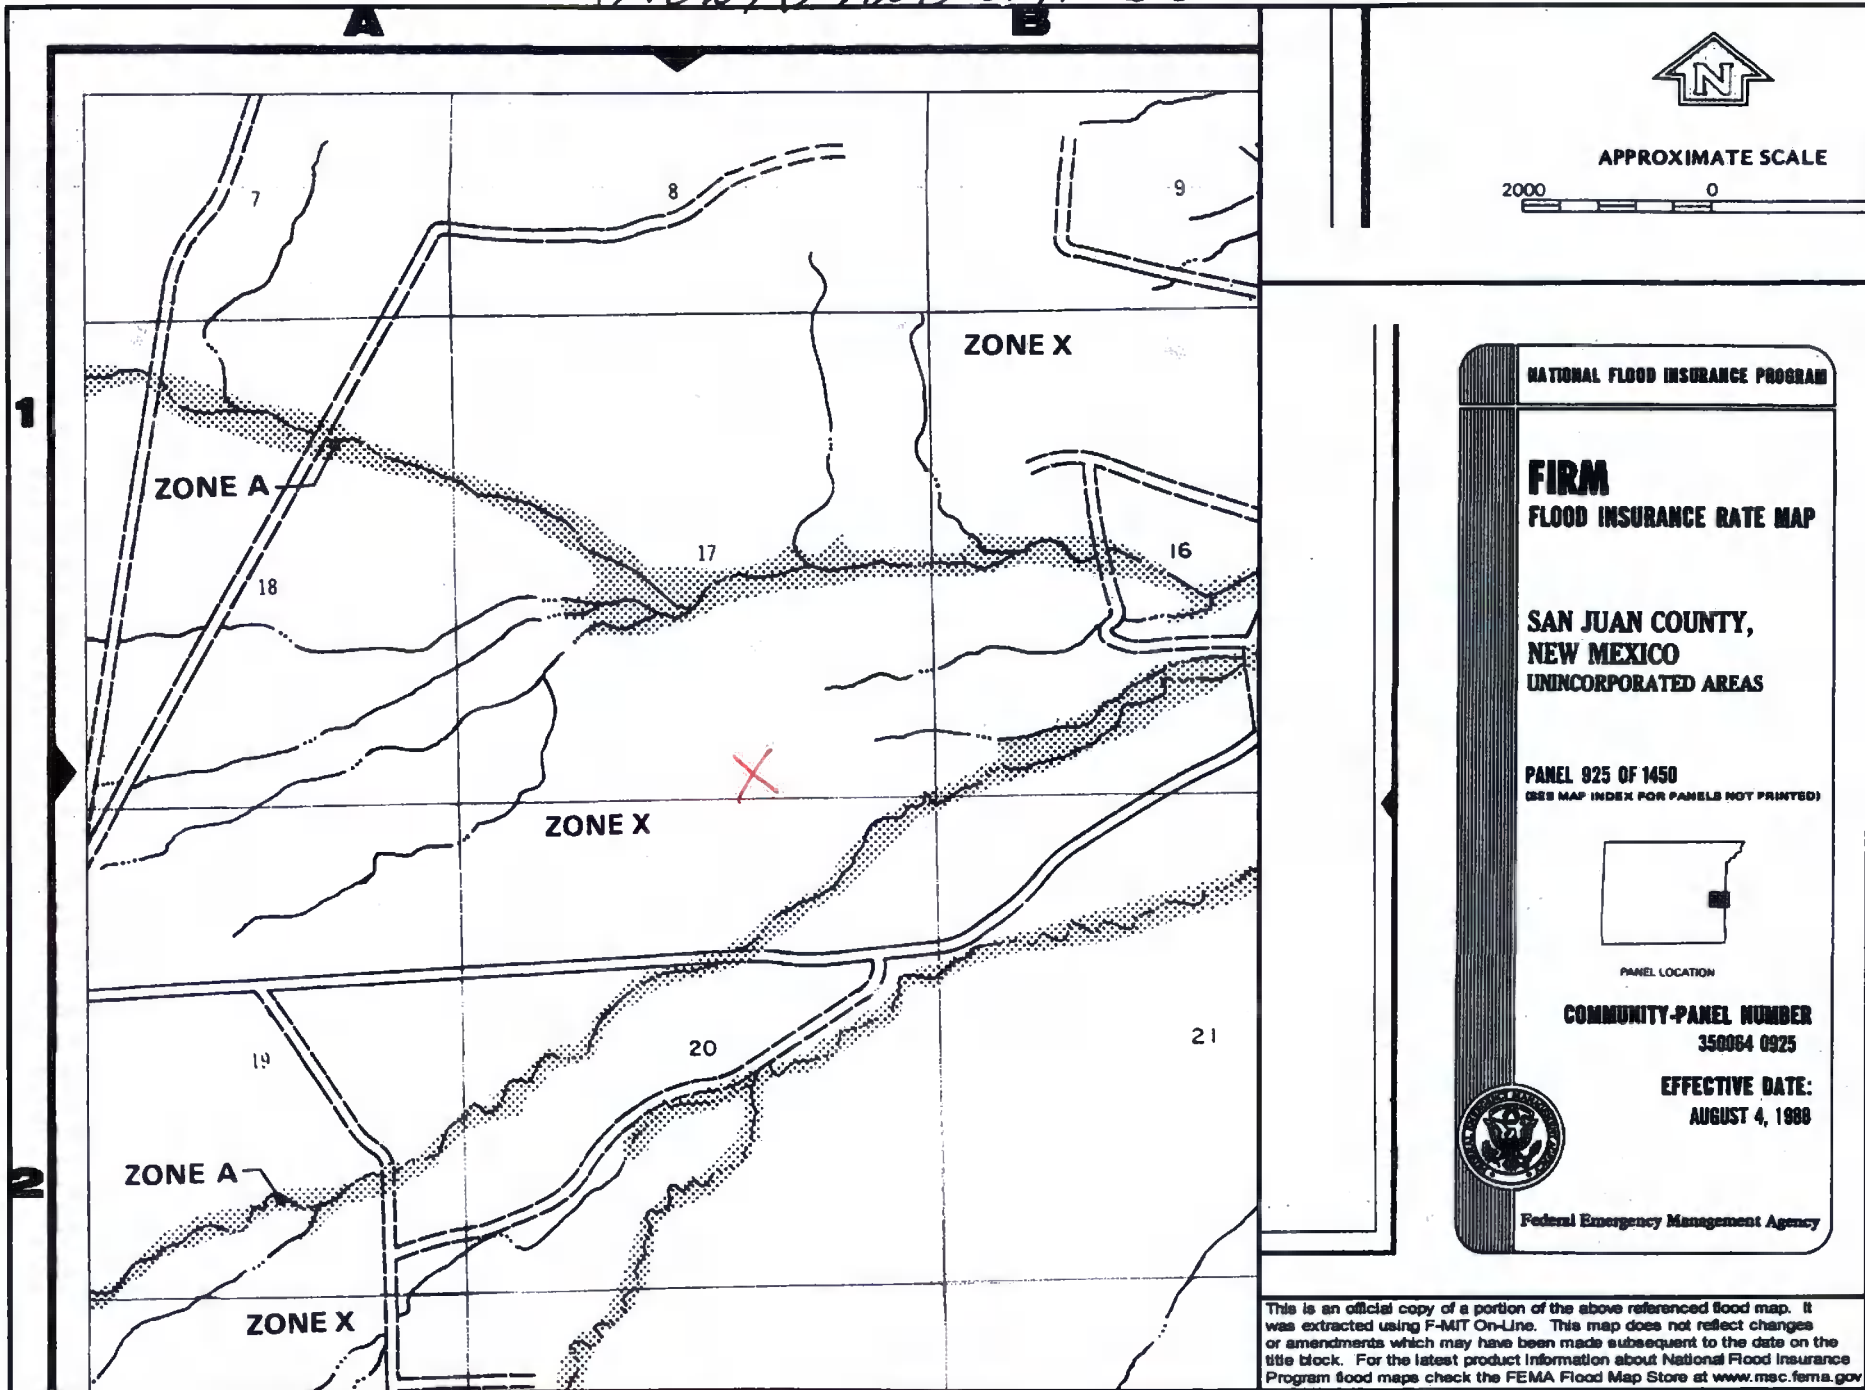 A
B
N
APPROXIMATE SCALE
2000 0
7
8
9
ZONE X
1
ZONE A
17
16
18
ZONE X
19
20
21
2
ZONE A
ZONE X
NATIONAL FLOOD INSURANCE PROGRAM
FIRM
FLOOD INSURANCE RATE MAP
SAN JUAN COUNTY,
NEW MEXICO
UNINCORPORATED AREAS
PANEL 925 OF 1450
(SEE MAP INDEX FOR PANELS NOT PRINTED)
PANEL LOCATION
COMMUNITY-PANEL NUMBER
350064 0925
EFFECTIVE DATE:
AUGUST 4, 1988
Federal Emergency Management Agency
This is an official copy of a portion of the above referenced flood map. It
was extracted using F-MIT On-Line. This map does not reflect changes
or amendments which may have been made subsequent to the date on the
title block. For the latest product information about National Flood Insurance
Program flood maps check the FEMA Flood Map Store at www.msc.fema.gov